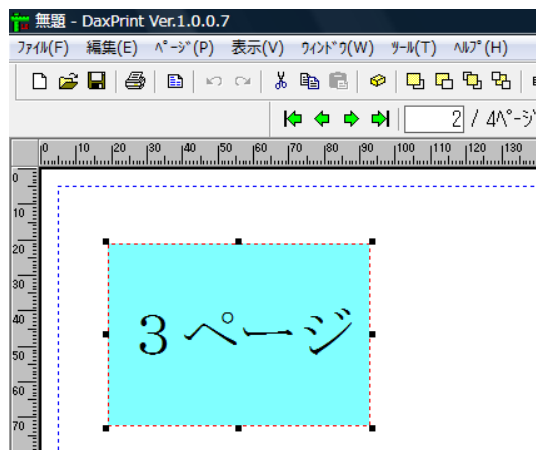 無題 - DaxPrint Ver.1.0.0.7
ﾌｧｲﾙ(F) 編集(E) ﾍﾟｰｼﾞ(P) 表示(V) ｳｨﾝﾄﾞｳ(W) ﾂｰﾙ(T) ﾍﾙﾌﾟ(H)
2 / 4ﾍﾟｰｼﾞ
0 10 20 30 40 50 60 70 80 90 100 110 120 130
0
10
20
30
40
50
60
70
３ページ